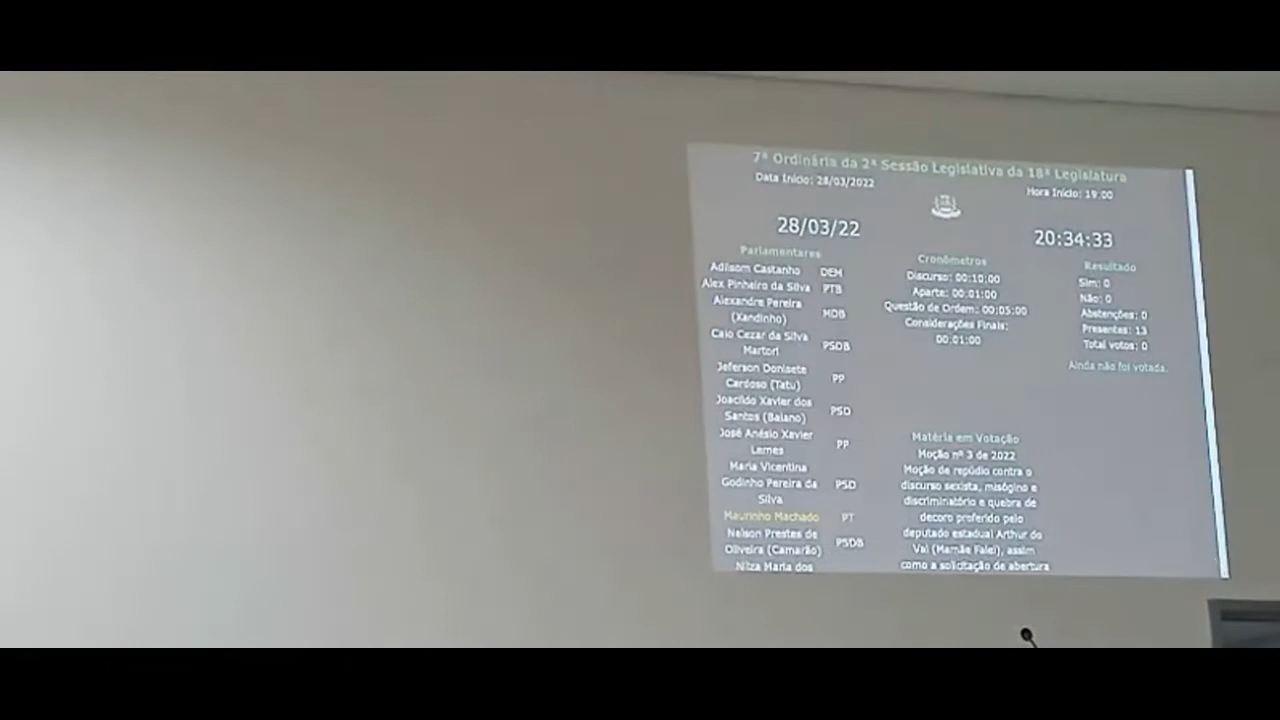 7ª Ordinária da 2ª Sessão Legislativa da 18ª Legislatura
Data Início: 28/03/2022
Hora Início: 19:00
28/03/22
20:34:33
Parlamentares
Adilsom Castanho DEM
Alex Pinheiro da Silva PTB
Alexandre Pereira
(Xandinho) MDB
Caio Cezar da Silva
Martori PSDB
Jeferson Donisete
Cardoso (Tatu) PP
Joacildo Xavier dos
Santos (Baiano) PSD
José Anésio Xavier
Lemes PP
Maria Vicentina
Godinho Pereira da PSD
Silva
Maurinho Machado PT
Nelson Prestes de
Oliveira (Camarão) PSDB
Nilza Maria dos
Cronômetros
Discurso: 00:10:00
Aparte: 00:01:00
Questão de Ordem: 00:05:00
Considerações Finais:
00:01:00
Resultado
Sim: 0
Não: 0
Abstenções: 0
Presentes: 13
Total votos: 0
Ainda não foi votada.
Matéria em Votação
Moção nº 3 de 2022
Moção de repúdio contra o
discurso sexista, misógino e
discriminatório e quebra de
decoro proferido pelo
deputado estadual Arthur do
Val (Mamãe Falei), assim
como a solicitação de abertura